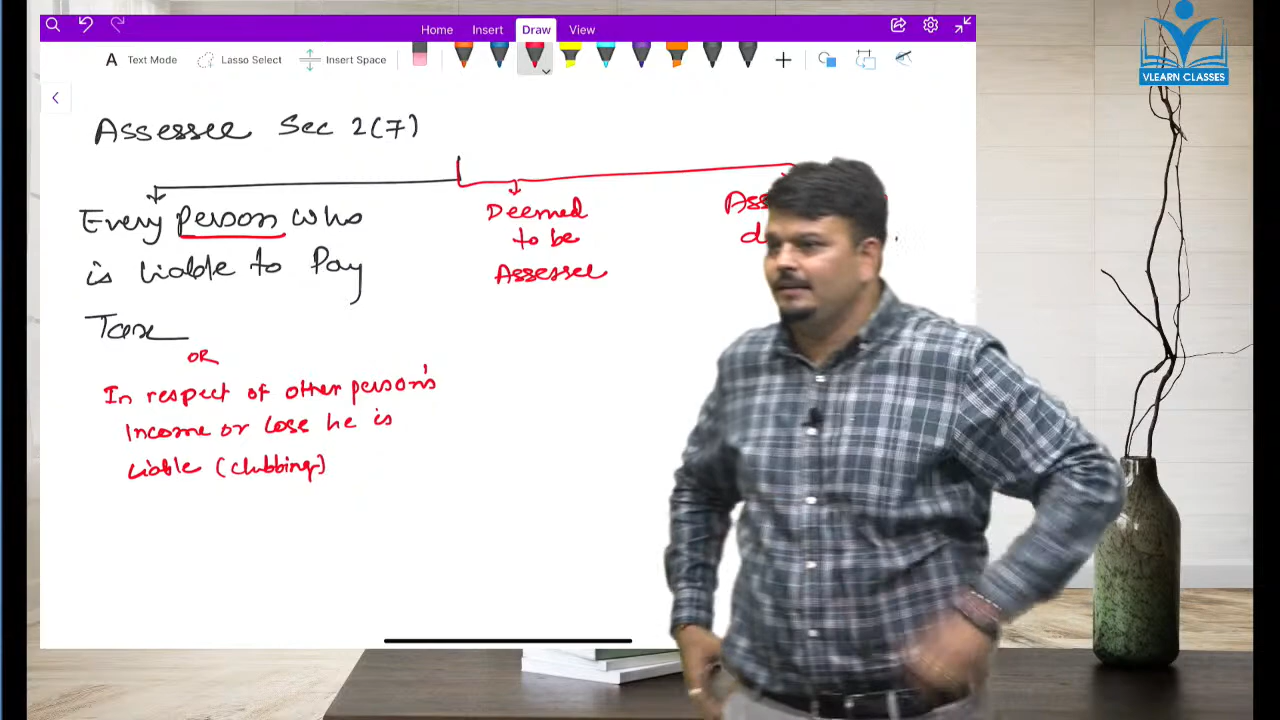 Home Insert Draw View
A Text Mode Lasso Select Insert Space
VLEARN CLASSES
Assessee Sec 2(7)
Every person who
is liable to Pay
Tax
OR
In respect of other person's
Income or Lose he is
Liable (clubbing)
Deemed
to be
Assessee